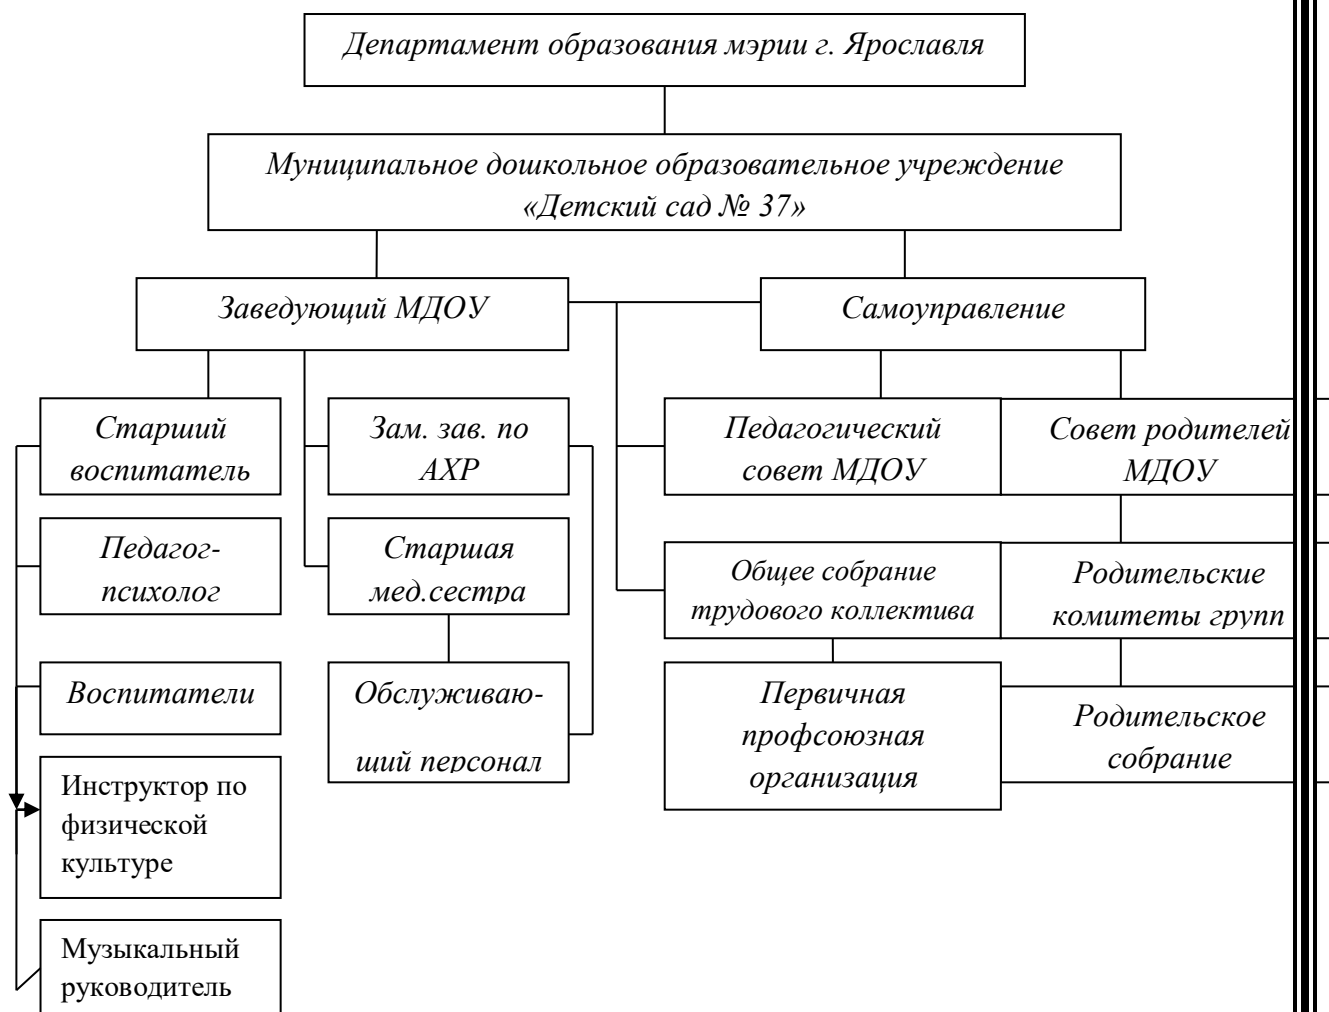 Департамент образования мэрии г. Ярославля
Муниципальное дошкольное образовательное учреждение
«Детский сад № 37»
Заведующий МДОУ
Самоуправление
Старший
воспитатель
Зам. зав. по
АХР
Педагогический
совет МДОУ
Совет родителей
МДОУ
Педагог-
психолог
Старшая
мед.сестра
Общее собрание
трудового коллектива
Родительские
комитеты групп
Воспитатели
Обслуживаю-
щий персонал
Первичная
профсоюзная
организация
Родительское
собрание
Инструктор по
физической
культуре
Музыкальный
руководитель